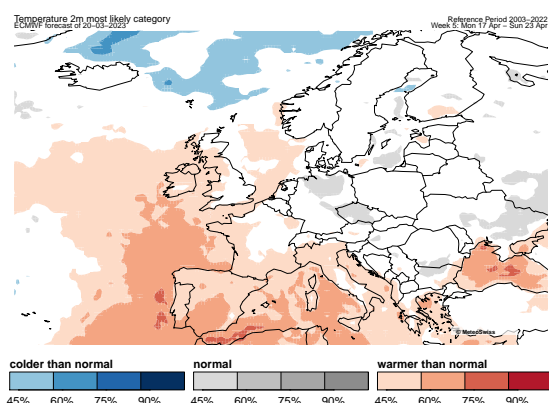 Temperature 2m most likely category
ECMWF forecast of 20-03-2023
Reference Period 2003-2022
Week 5: Mon 17 Apr - Sun 23 Apr
© MeteoSwiss
colder than normal normal warmer than normal
45% 60% 75% 90% 45% 60% 75% 90% 45% 60% 75% 90%